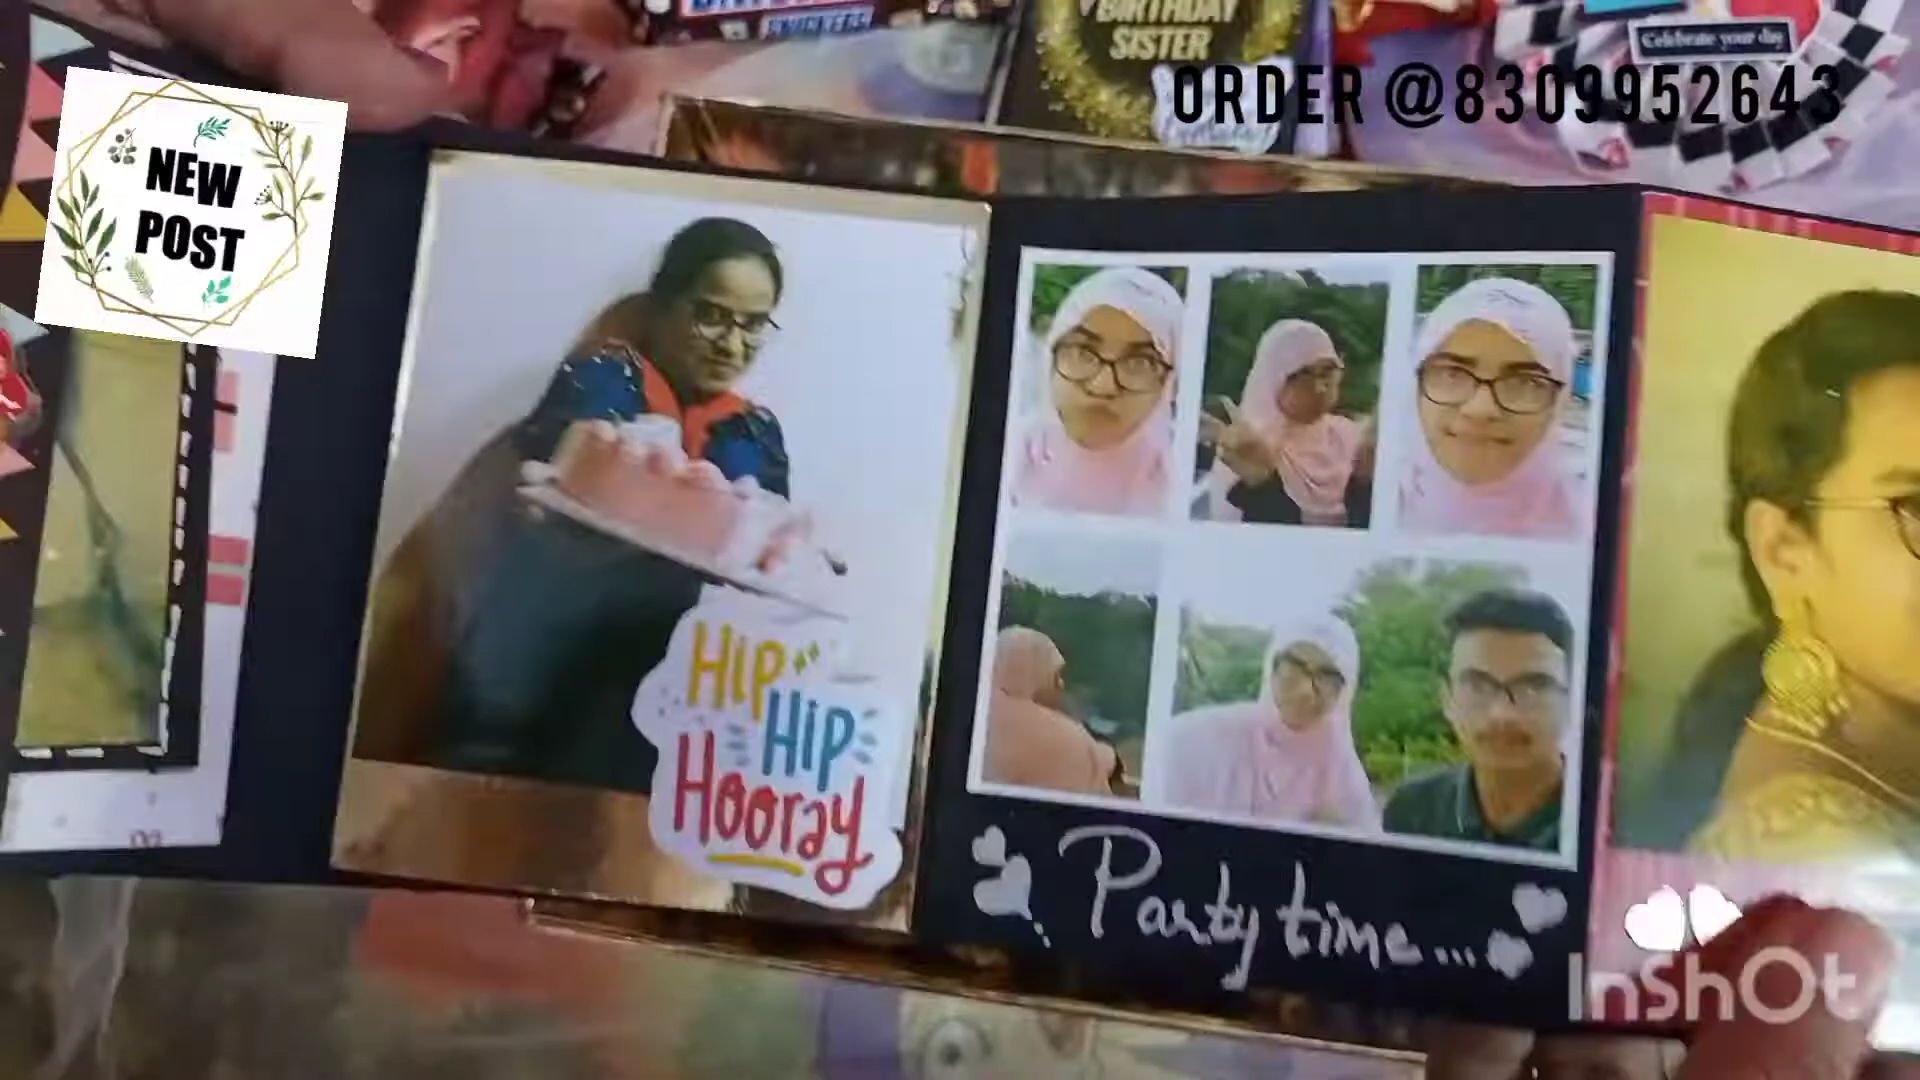 SNICKERS
BIRTHDAY
SISTER
Celebrate your day
ORDER @8309952643
NEW
POST
HIP
HIP
HOORAY
Party time...
InShOt